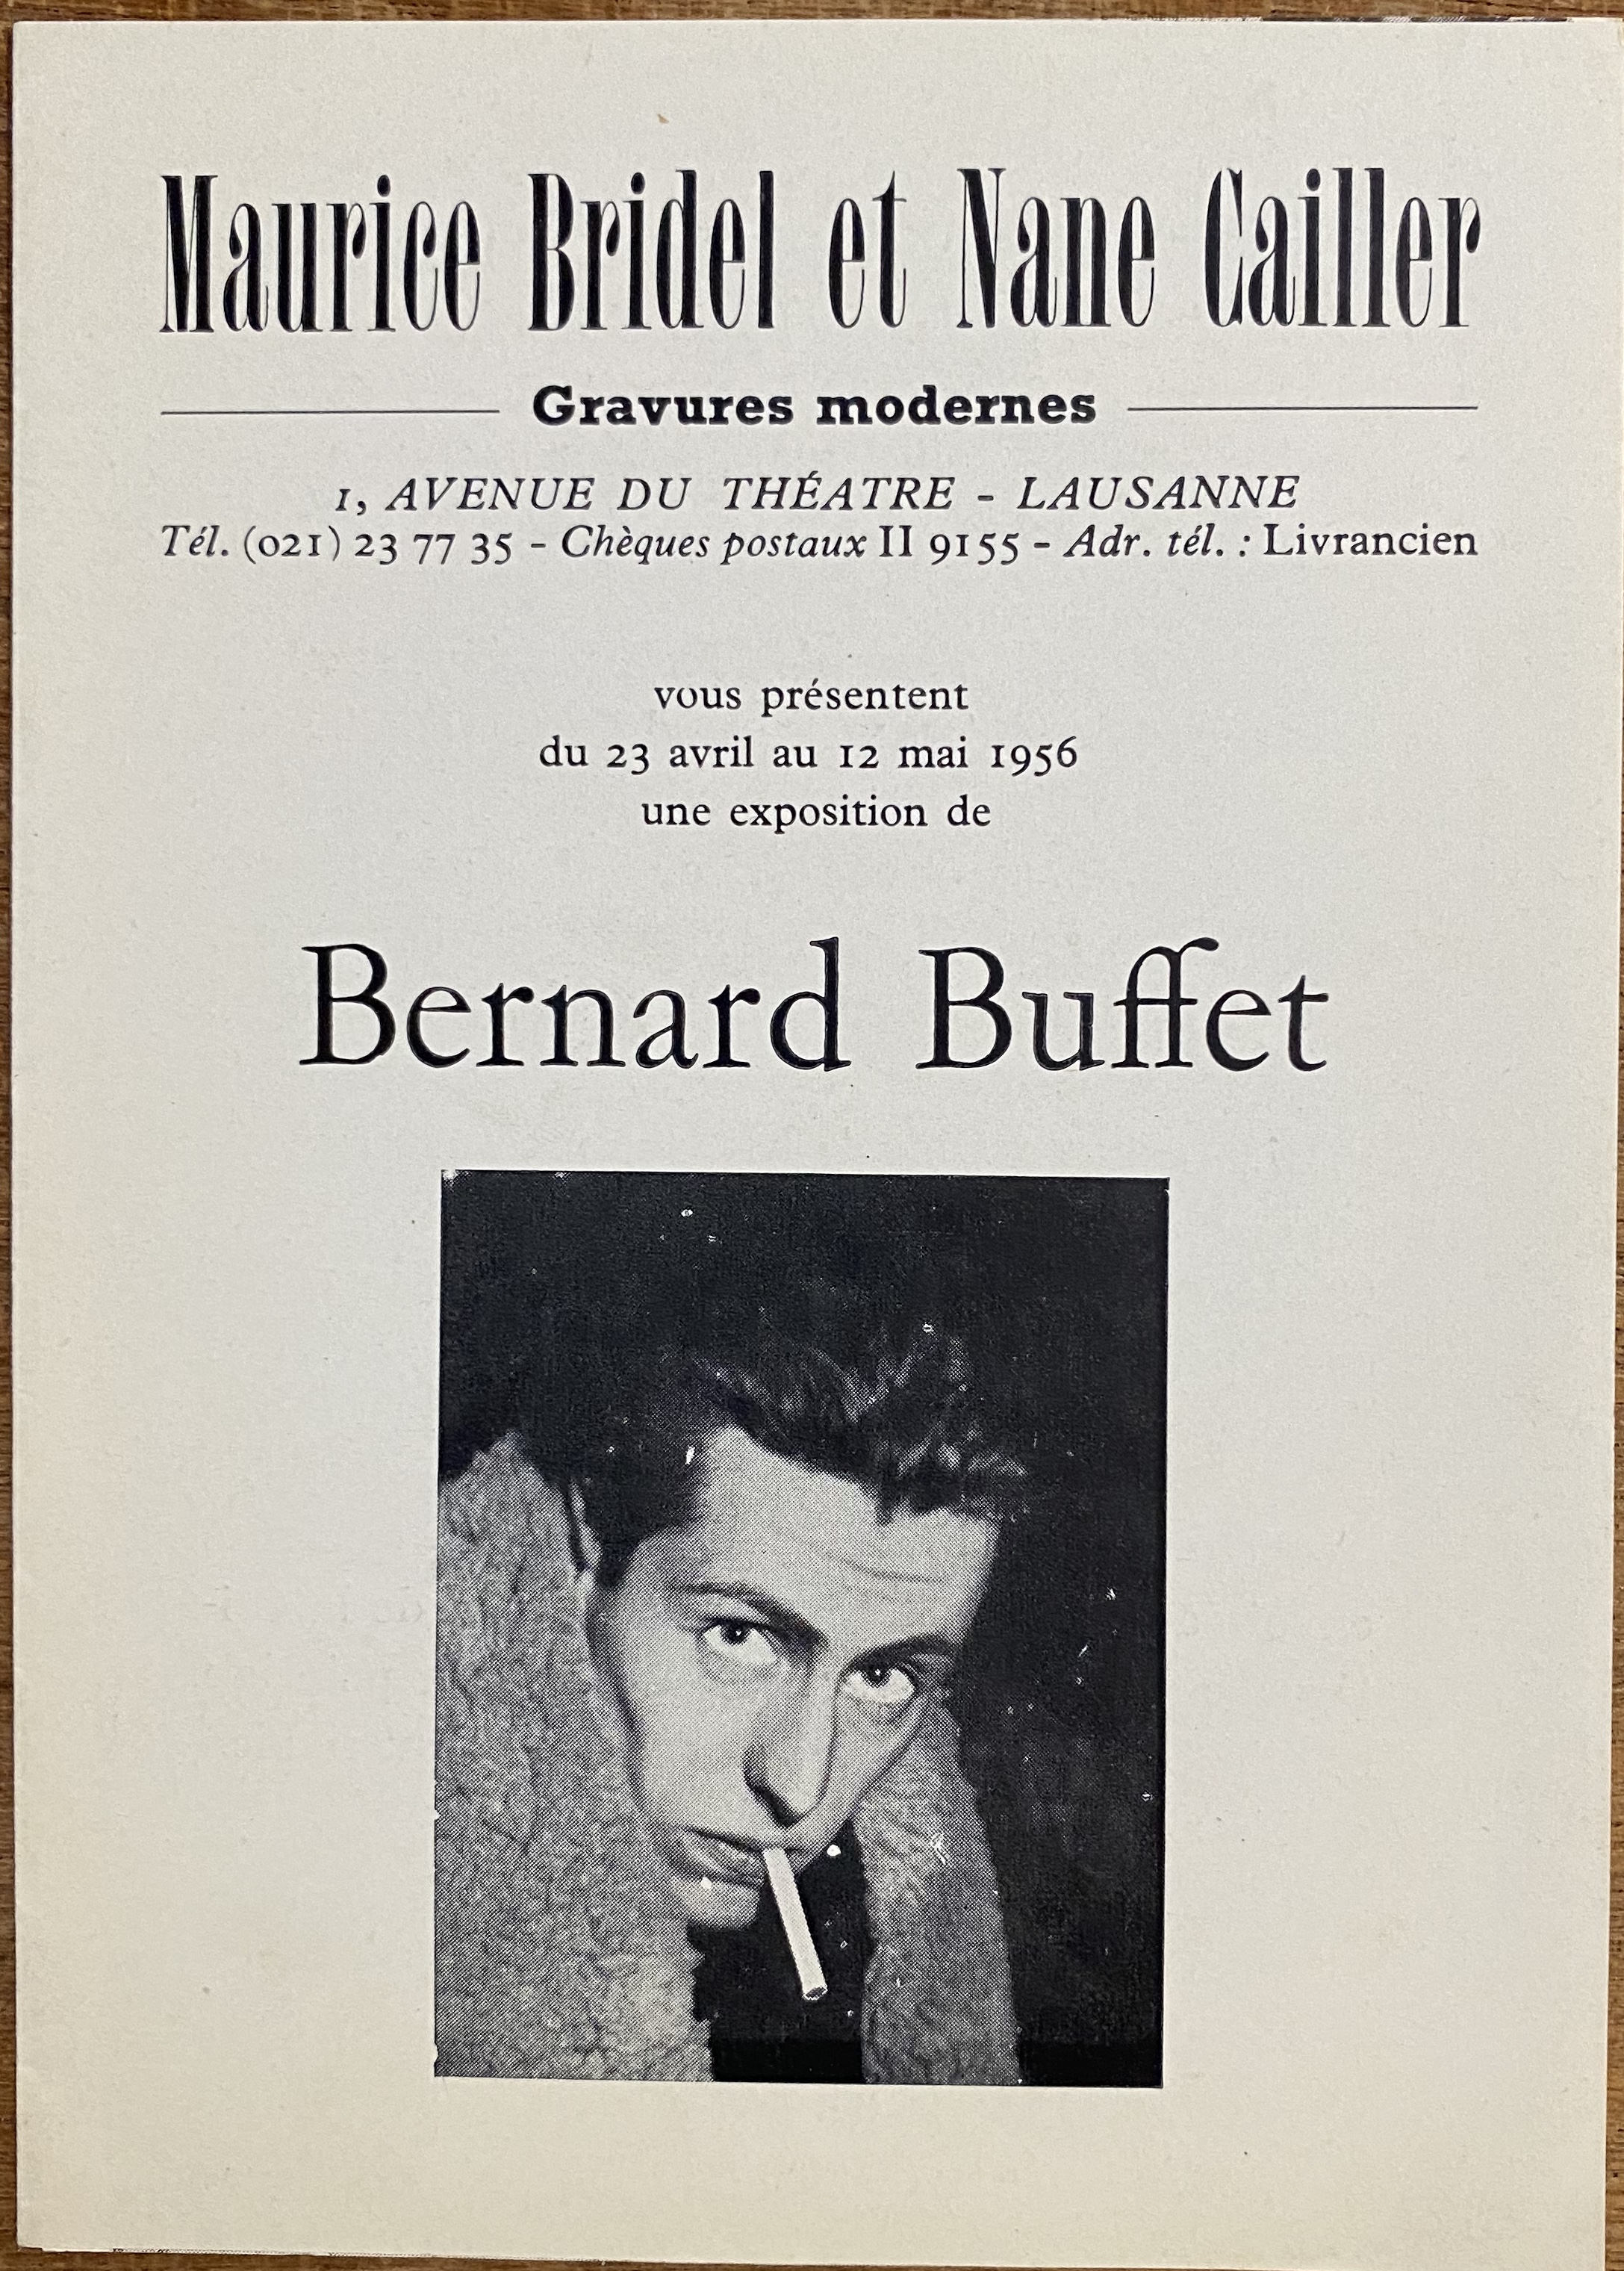 Maurice Bridel et Nane Cailler
Gravures modernes
1, AVENUE DU THÉATRE - LAUSANNE
Tél. (021) 23 77 35 - Chèques postaux II 9155 - Adr. tél. : Livrancien
vous présentent
du 23 avril au 12 mai 1956
une exposition de
Bernard Buffet